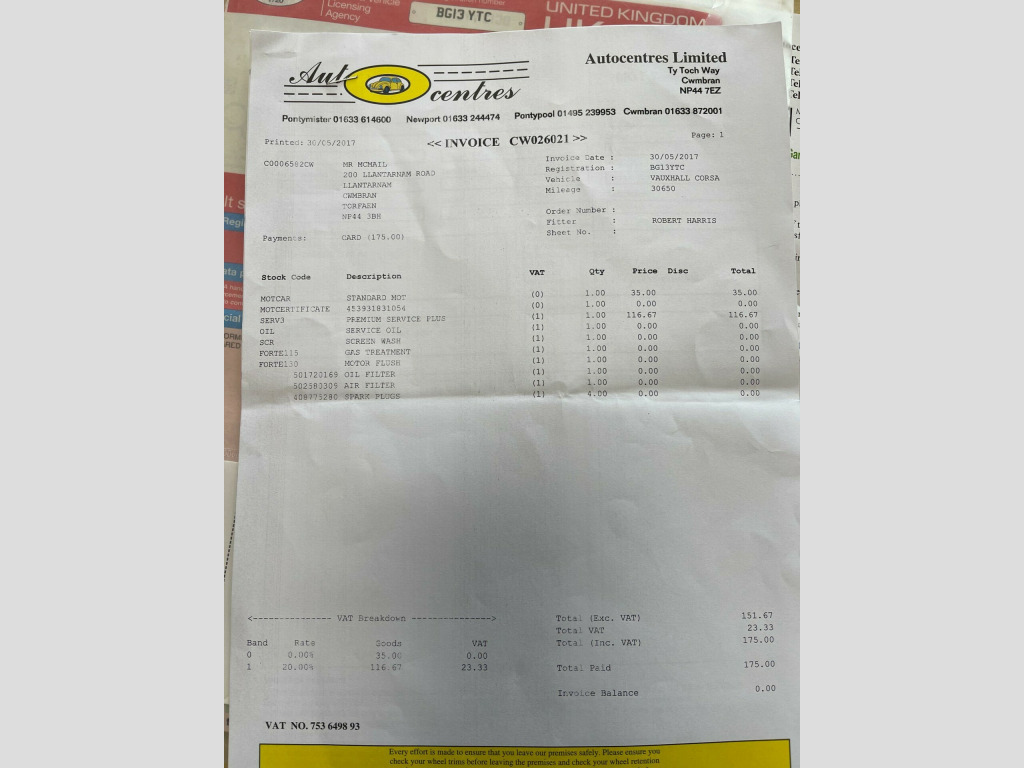 Licensing
Agency
BG13 YTC
UNITED KINGDOM
Auto centres
Autocentres Limited
Ty Toch Way
Cwmbran
NP44 7EZ
Pontymister 01633 614600 Newport 01633 244474 Pontypool 01495 239953 Cwmbran 01633 872001
Printed: 30/05/2017 << INVOICE CW026021 >> Page: 1
C0006582CW MR MCMAIL
200 LLANTARNAM ROAD
LLANTARNAM
CWMBRAN
TORFAEN
NP44 3BH
Invoice Date : 30/05/2017
Registration : BG13YTC
Vehicle : VAUXHALL CORSA
Mileage : 30650
Order Number :
Fitter : ROBERT HARRIS
Sheet No. :
Payments: CARD (175.00)
Stock Code Description VAT Qty Price Disc Total
MOTCAR STANDARD MOT (0) 1.00 35.00 35.00
MOTCERTIFICATE 453931831054 (0) 1.00 0.00 0.00
SERV3 PREMIUM SERVICE PLUS (1) 1.00 116.67 116.67
OIL SERVICE OIL (1) 1.00 0.00 0.00
SCR SCREEN WASH (1) 1.00 0.00 0.00
FORTE115 GAS TREATMENT (1) 1.00 0.00 0.00
FORTE130 MOTOR FLUSH (1) 1.00 0.00 0.00
501720169 OIL FILTER (1) 1.00 0.00 0.00
502580309 AIR FILTER (1) 1.00 0.00 0.00
408775280 SPARK PLUGS (1) 4.00 0.00 0.00
<--------------- VAT Breakdown --------------->
Band Rate Goods VAT
0 0.00% 35.00 0.00
1 20.00% 116.67 23.33
Total (Exc. VAT) 151.67
Total VAT 23.33
Total (Inc. VAT) 175.00
Total Paid 175.00
Invoice Balance 0.00
VAT NO. 753 6498 93
Every effort is made to ensure that you leave our premises safely. Please ensure you
check your wheel trims before leaving the premises and check your wheel retention